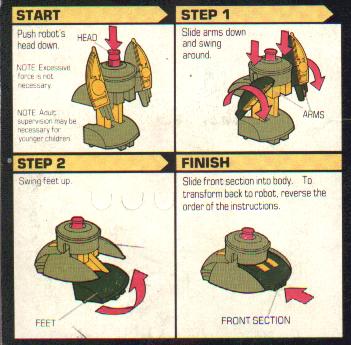 START
Push robot's
head down.
HEAD
NOTE: Excessive
force is not
necessary.
NOTE: Adult
supervision may be
necessary for
younger children.
STEP 1
Slide arms down
and swing
around.
ARMS
STEP 2
Swing feet up.
FEET
FINISH
Slide front section into body. To
transform back to robot, reverse the
order of the instructions.
FRONT SECTION